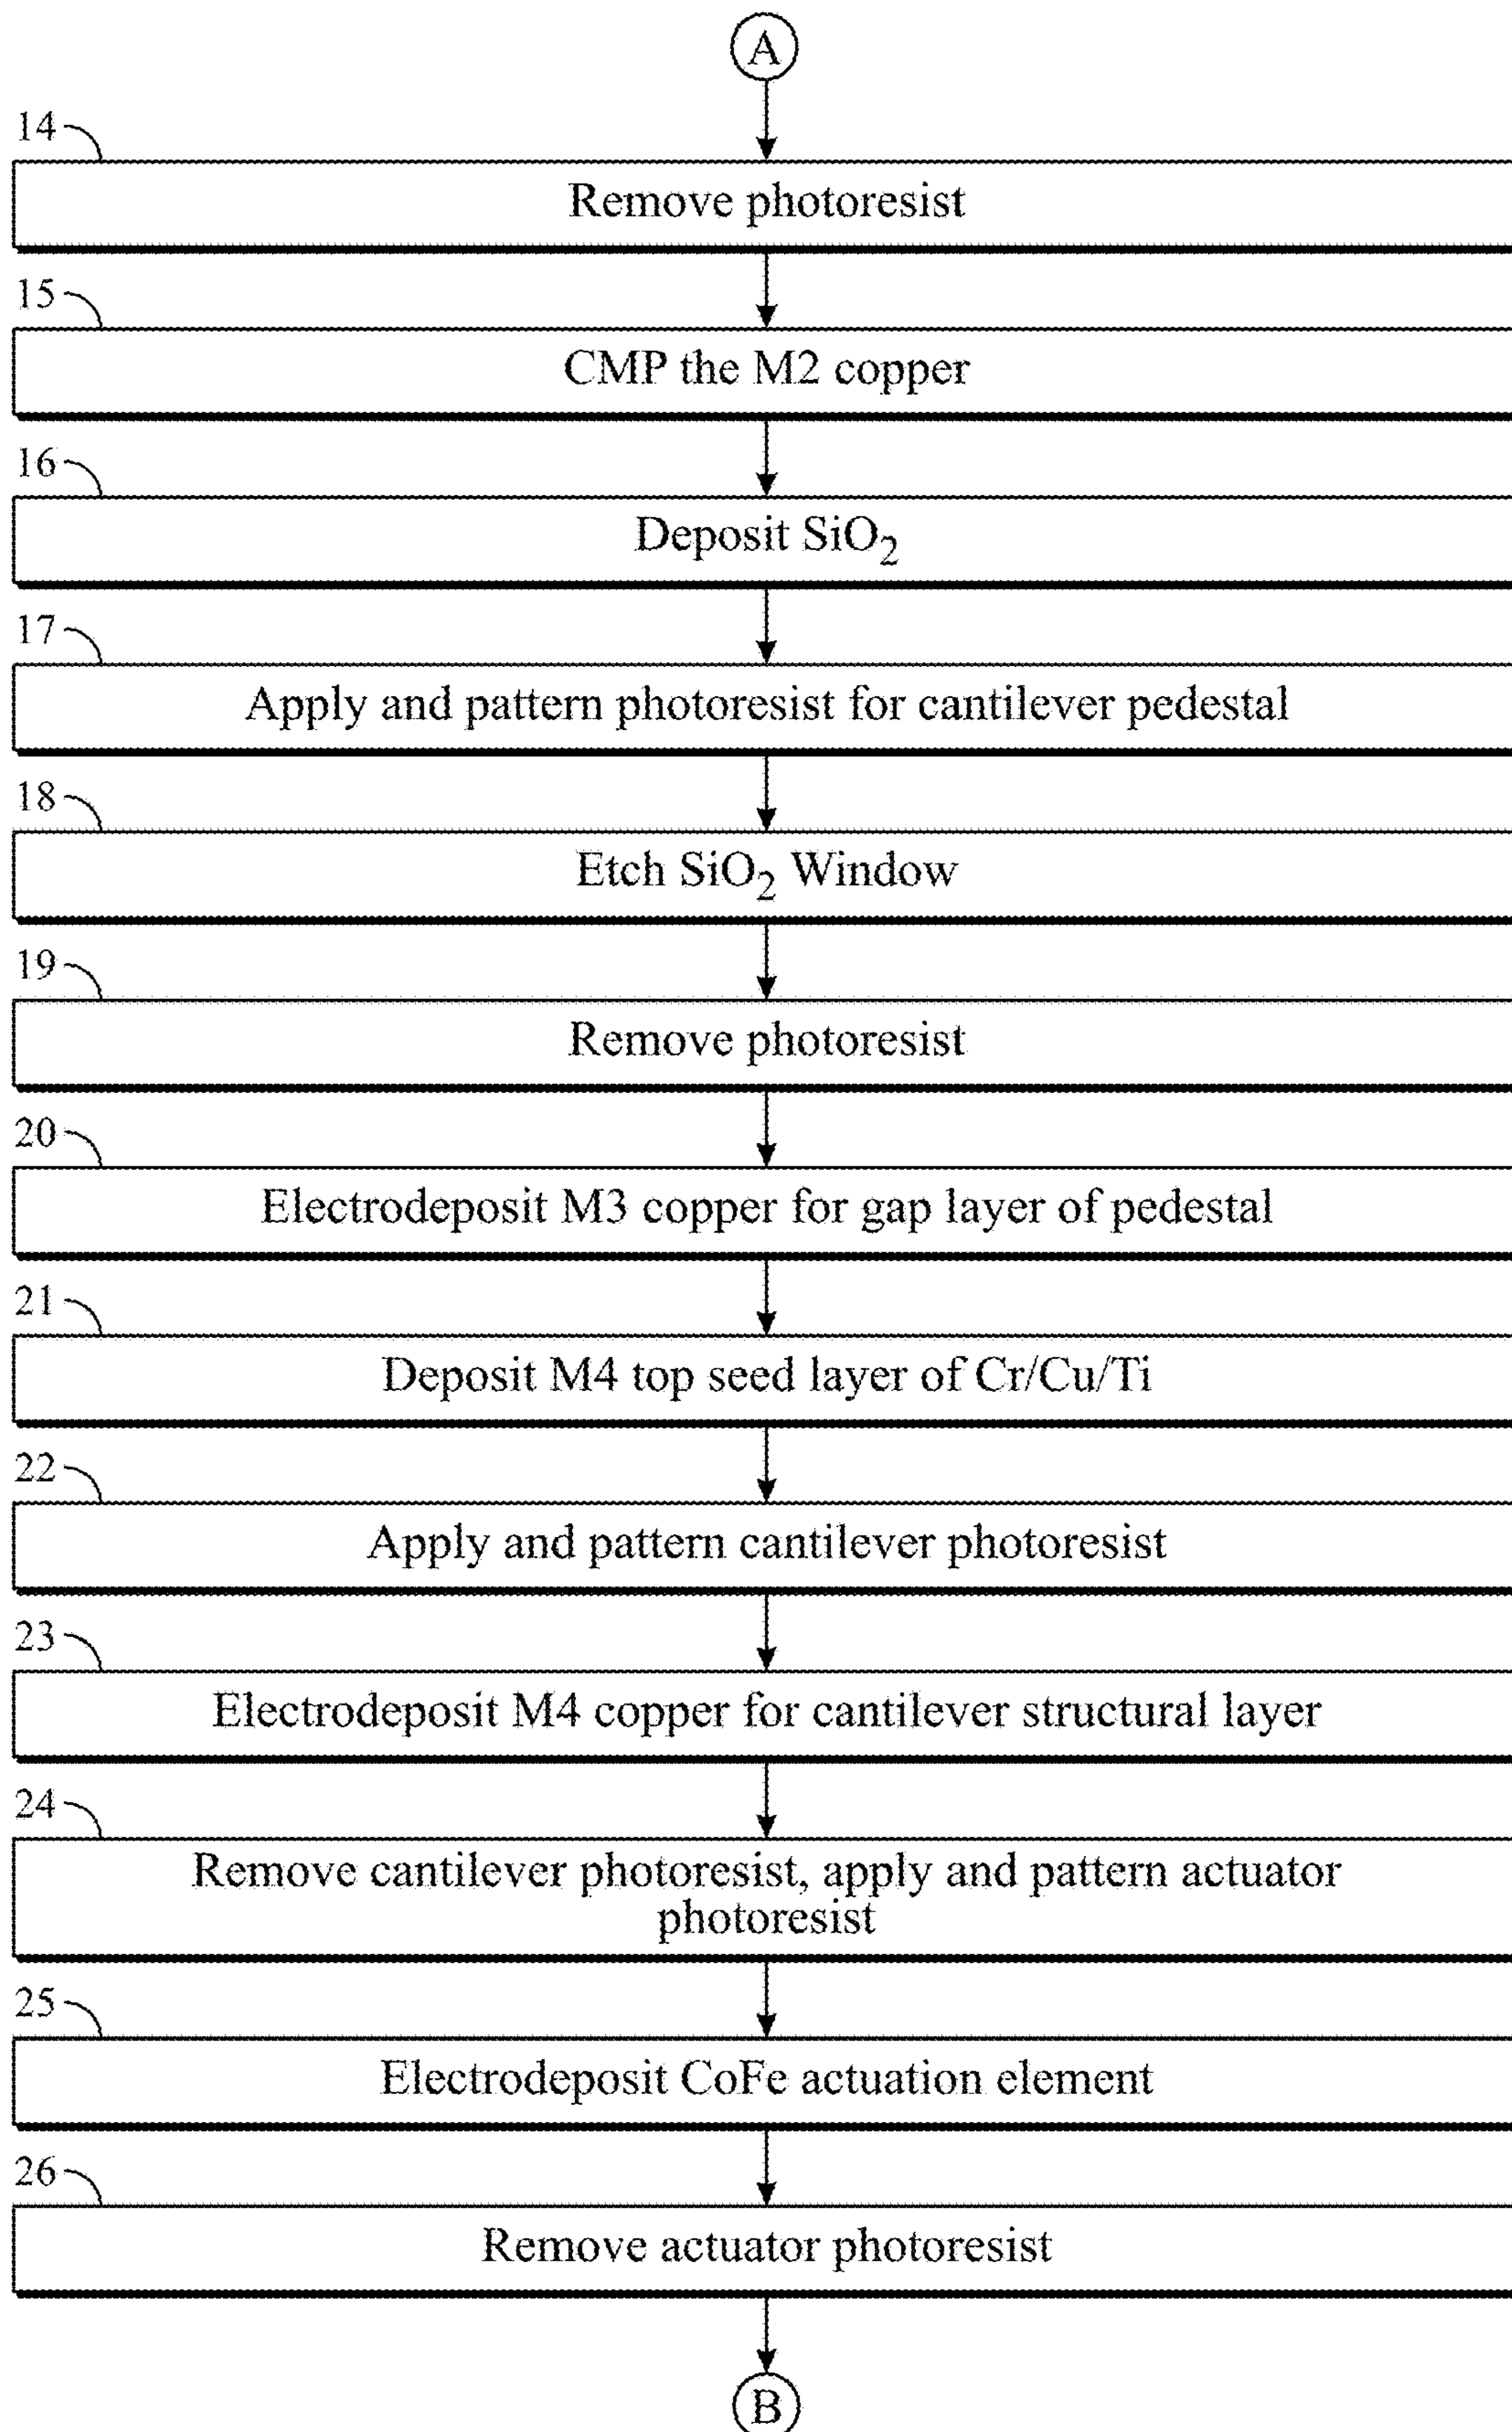 A
14
Remove photoresist
15
CMP the M2 copper
16
Deposit SiO₂
17
Apply and pattern photoresist for cantilever pedestal
18
Etch SiO₂ Window
19
Remove photoresist
20
Electrodeposit M3 copper for gap layer of pedestal
21
Deposit M4 top seed layer of Cr/Cu/Ti
22
Apply and pattern cantilever photoresist
23
Electrodeposit M4 copper for cantilever structural layer
24
Remove cantilever photoresist, apply and pattern actuator
photoresist
25
Electrodeposit CoFe actuation element
26
Remove actuator photoresist
B